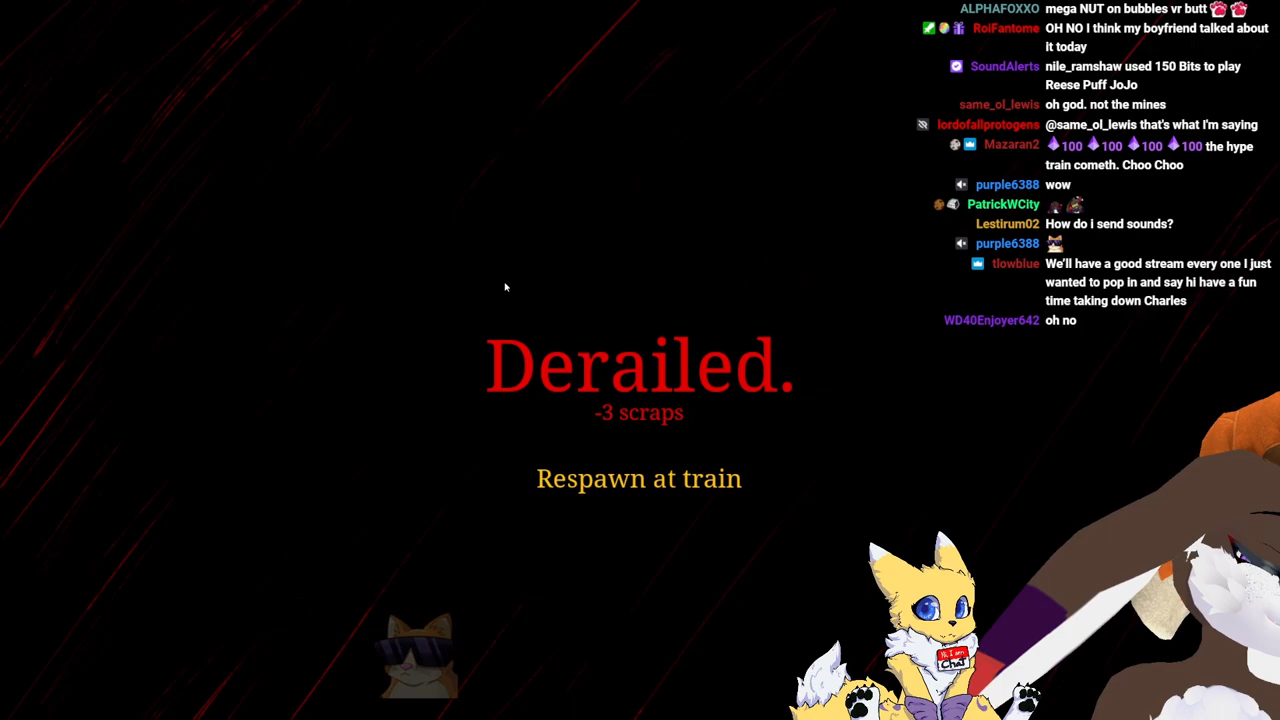 ALPHAFOXXO mega NUT on bubbles vr butt
RoiFantome OH NO I think my boyfriend talked about
it today
SoundAlerts nile_ramshaw used 150 Bits to play
Reese Puff JoJo
same_ol_lewis oh god. not the mines
lordofallprotogens @same_ol_lewis that's what I'm saying
Mazaran2 100 100 100 100 the hype
train cometh. Choo Choo
purple6388 wow
PatrickWCity
Lestirum02 How do i send sounds?
purple6388
tlowblue We'll have a good stream every one I just
wanted to pop in and say hi have a fun
time taking down Charles
WD40Enjoyer642 oh no
Derailed.
-3 scraps
Respawn at train
Hi, I am
Chat